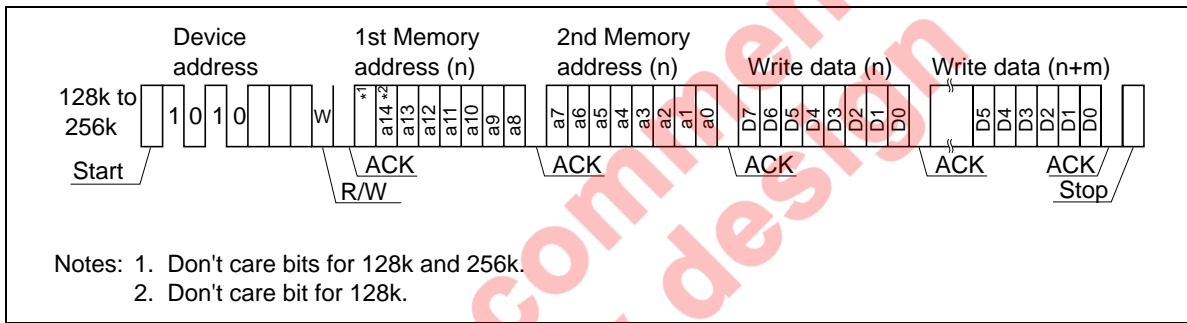 Device address
1st Memory address (n)
2nd Memory address (n)
Write data (n)
Write data (n+m)
128k to 256k
1 0 1 0 W
*1 a14 *2 a13 a12 a11 a10 a9 a8
a7 a6 a5 a4 a3 a2 a1 a0
D7 D6 D5 D4 D3 D2 D1 D0
D5 D4 D3 D2 D1 D0
Start
R/W
ACK
ACK
ACK
ACK
ACK
Stop
Notes: 1. Don't care bits for 128k and 256k.
2. Don't care bit for 128k.
commen
design